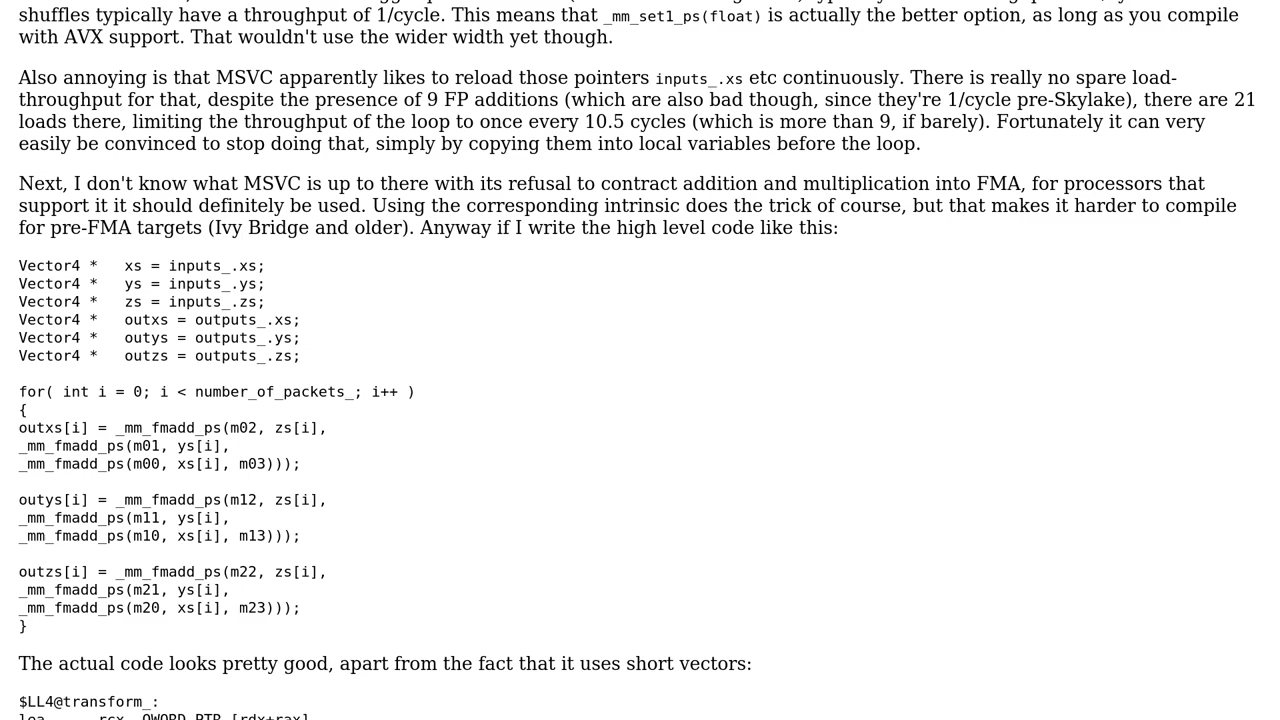 shuffles typically have a throughput of 1/cycle. This means that _mm_set1_ps(float) is actually the better option, as long as you compile
with AVX support. That wouldn't use the wider width yet though.
Also annoying is that MSVC apparently likes to reload those pointers inputs_.xs etc continuously. There is really no spare load-
throughput for that, despite the presence of 9 FP additions (which are also bad though, since they're 1/cycle pre-Skylake), there are 21
loads there, limiting the throughput of the loop to once every 10.5 cycles (which is more than 9, if barely). Fortunately it can very
easily be convinced to stop doing that, simply by copying them into local variables before the loop.
Next, I don't know what MSVC is up to there with its refusal to contract addition and multiplication into FMA, for processors that
support it it should definitely be used. Using the corresponding intrinsic does the trick of course, but that makes it harder to compile
for pre-FMA targets (Ivy Bridge and older). Anyway if I write the high level code like this:
Vector4 *   xs = inputs_.xs;
Vector4 *   ys = inputs_.ys;
Vector4 *   zs = inputs_.zs;
Vector4 *   outxs = outputs_.xs;
Vector4 *   outys = outputs_.ys;
Vector4 *   outzs = outputs_.zs;
for( int i = 0; i < number_of_packets_; i++ )
{
outxs[i] = _mm_fmadd_ps(m02, zs[i],
_mm_fmadd_ps(m01, ys[i],
_mm_fmadd_ps(m00, xs[i], m03)));
outys[i] = _mm_fmadd_ps(m12, zs[i],
_mm_fmadd_ps(m11, ys[i],
_mm_fmadd_ps(m10, xs[i], m13)));
outzs[i] = _mm_fmadd_ps(m22, zs[i],
_mm_fmadd_ps(m21, ys[i],
_mm_fmadd_ps(m20, xs[i], m23)));
}
The actual code looks pretty good, apart from the fact that it uses short vectors:
$LL4@transform_:
lea     rcx, QWORD PTR [rdx+rax]